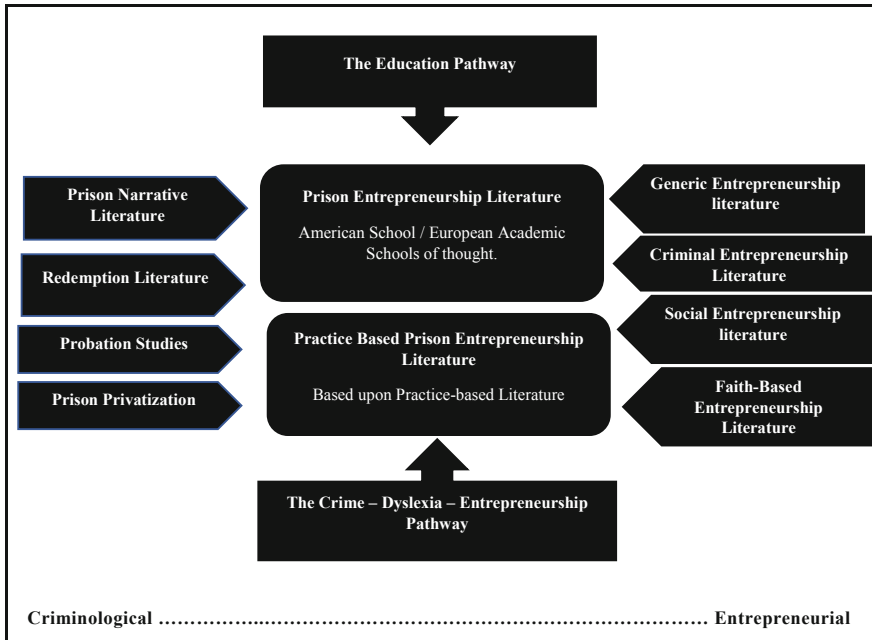 The Education Pathway
Prison Narrative
Literature
Redemption Literature
Probation Studies
Prison Privatization
Prison Entrepreneurship Literature
American School / European Academic
Schools of thought.
Practice Based Prison Entrepreneurship
Literature
Based upon Practice-based Literature
Generic Entrepreneurship
literature
Criminal Entrepreneurship
Literature
Social Entrepreneurship
literature
Faith-Based
Entrepreneurship
Literature
The Crime – Dyslexia – Entrepreneurship
Pathway
Criminological ……………...…………………………………………………………… Entrepreneurial